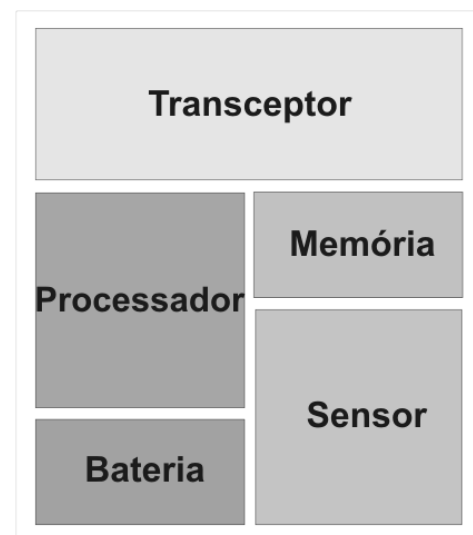 Transceptor
Memória
Processador
Sensor
Bateria